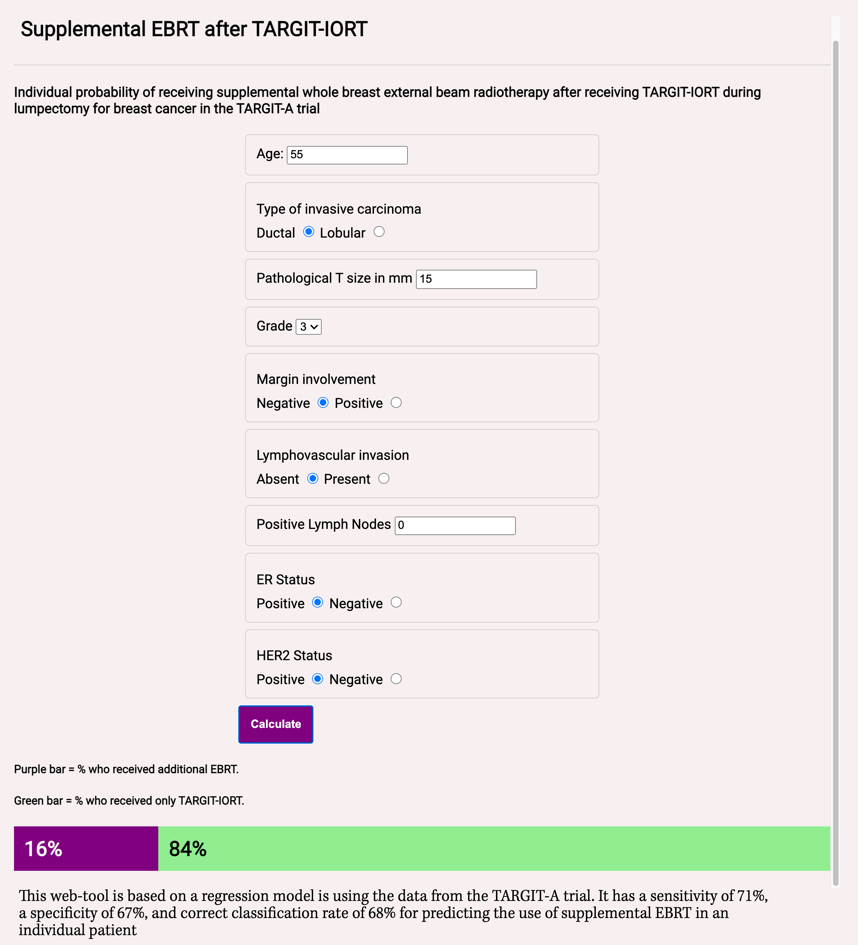 Supplemental EBRT after TARGIT-IORT
Individual probability of receiving supplemental whole breast external beam radiotherapy after receiving TARGIT-IORT during
lumpectomy for breast cancer in the TARGIT-A trial
Age: 55
Type of invasive carcinoma
Ductal Lobular
Pathological T size in mm 15
Grade 3
Margin involvement
Negative Positive
Lymphovascular invasion
Absent Present
Positive Lymph Nodes 0
ER Status
Positive Negative
HER2 Status
Positive Negative
Calculate
Purple bar = % who received additional EBRT.
Green bar = % who received only TARGIT-IORT.
16% 84%
This web-tool is based on a regression model is using the data from the TARGIT-A trial. It has a sensitivity of 71%,
a specificity of 67%, and correct classification rate of 68% for predicting the use of supplemental EBRT in an
individual patient